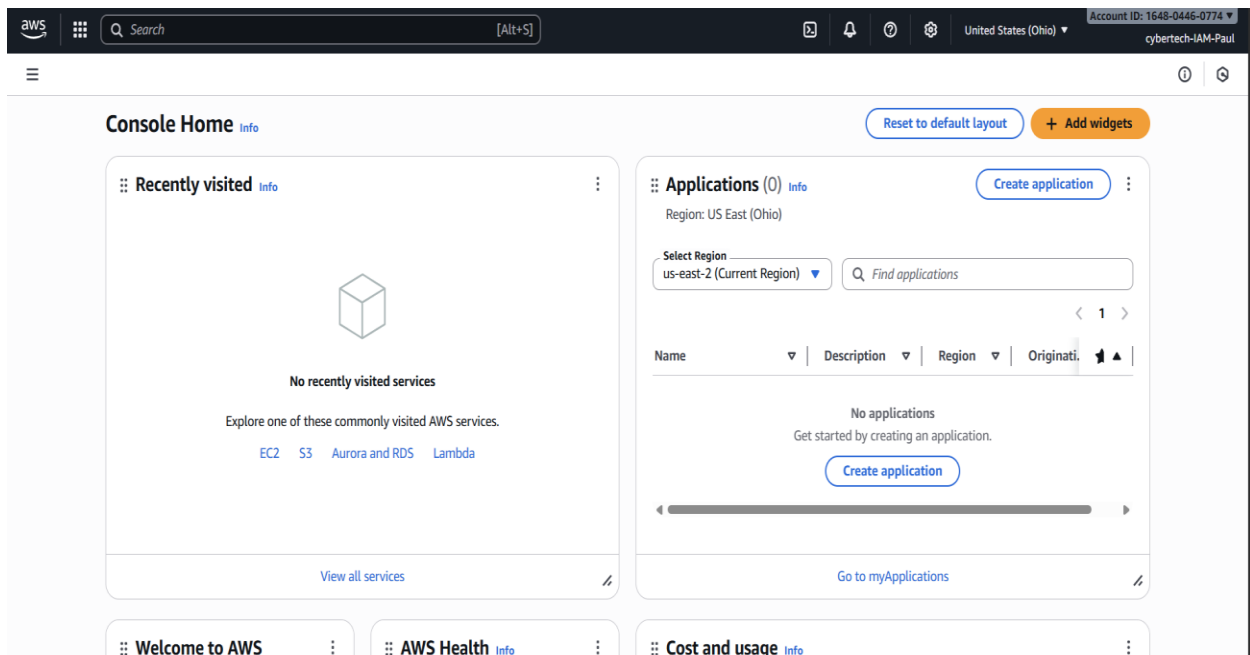 aws
Search
[Alt+S]
United States (Ohio)
Account ID: 1648-0446-0774
cybertech-IAM-Paul
Console Home Info
Reset to default layout
+ Add widgets
Recently visited Info
No recently visited services
Explore one of these commonly visited AWS services.
EC2 S3 Aurora and RDS Lambda
View all services
Applications (0) Info
Create application
Region: US East (Ohio)
Select Region
us-east-2 (Current Region)
Find applications
1
Name Description Region Originati.
No applications
Get started by creating an application.
Create application
Go to myApplications
Welcome to AWS
AWS Health Info
Cost and usage Info